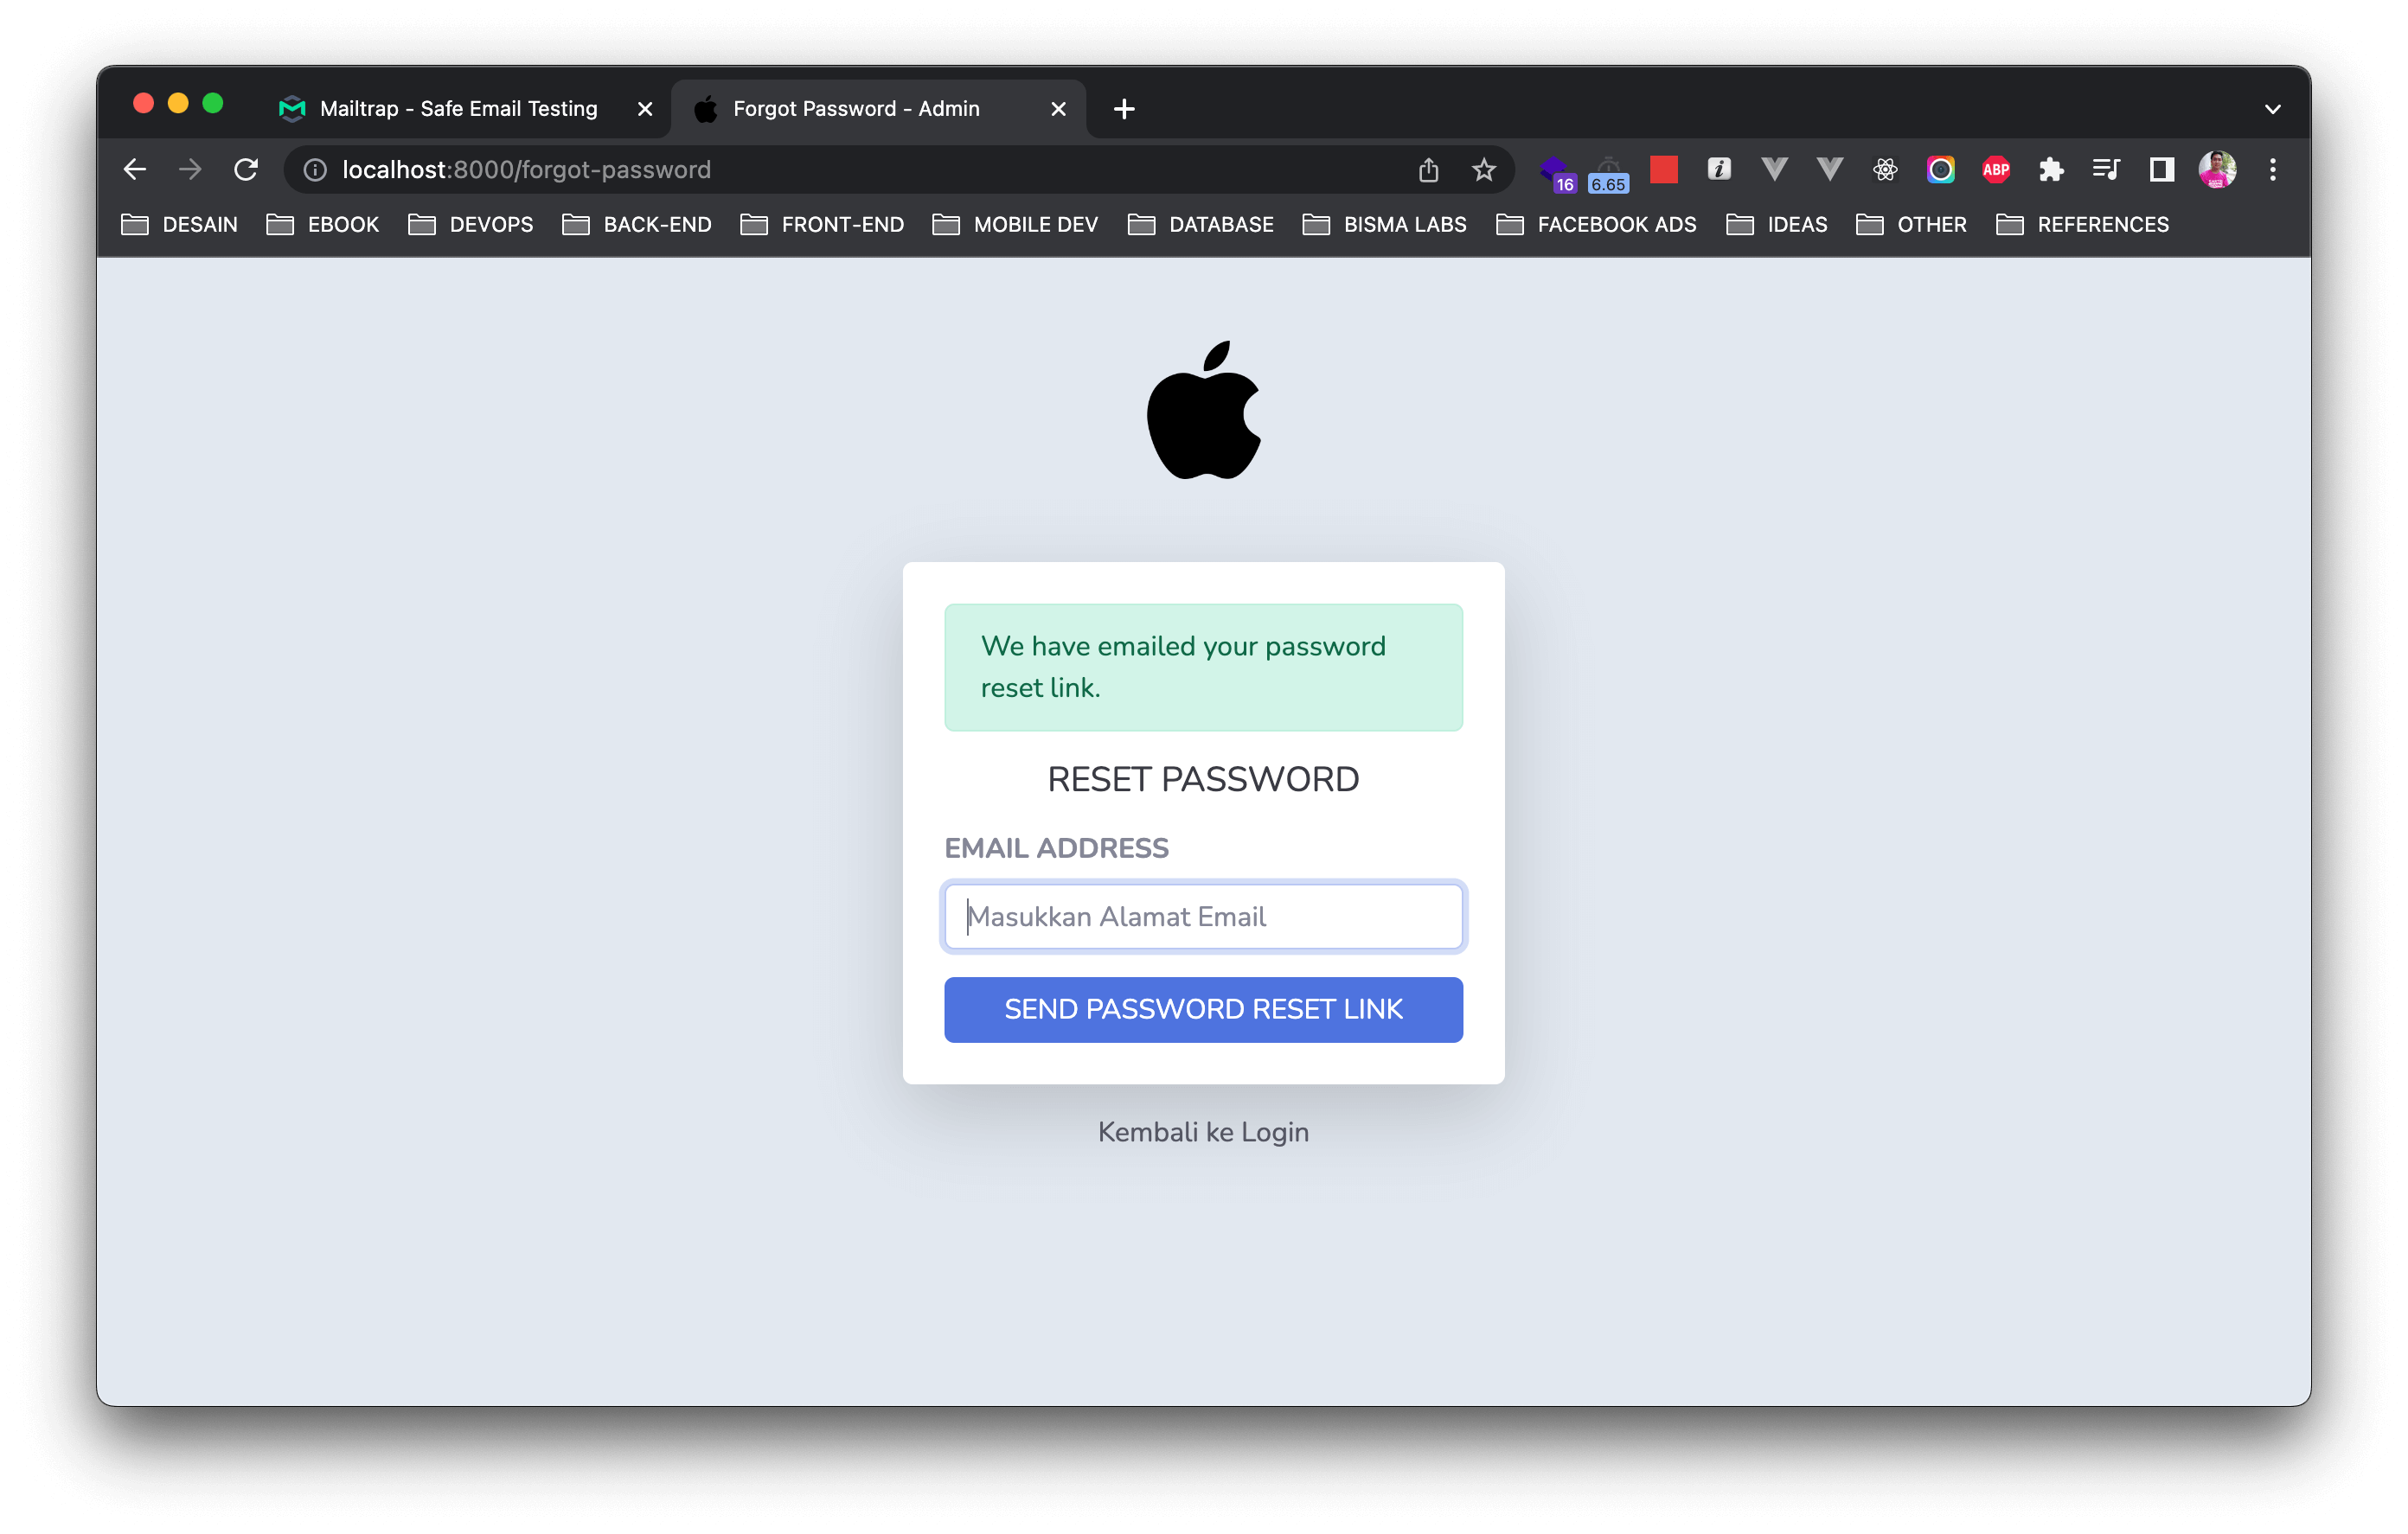 Mailtrap - Safe Email Testing
Forgot Password - Admin
localhost:8000/forgot-password
16
6.65
i
ABP
DESAIN
EBOOK
DEVOPS
BACK-END
FRONT-END
MOBILE DEV
DATABASE
BISMA LABS
FACEBOOK ADS
IDEAS
OTHER
REFERENCES
We have emailed your password
reset link.
RESET PASSWORD
EMAIL ADDRESS
Masukkan Alamat Email
SEND PASSWORD RESET LINK
Kembali ke Login